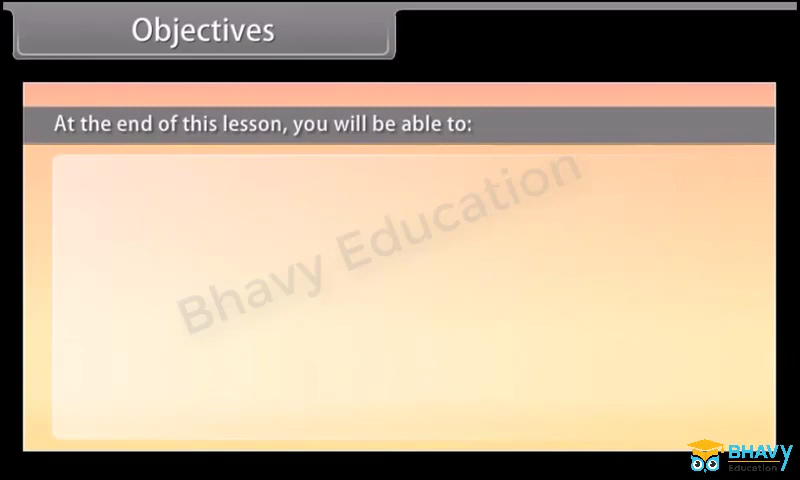 Objectives
At the end of this lesson, you will be able to:
Bhavy Education
BHAVY
Education